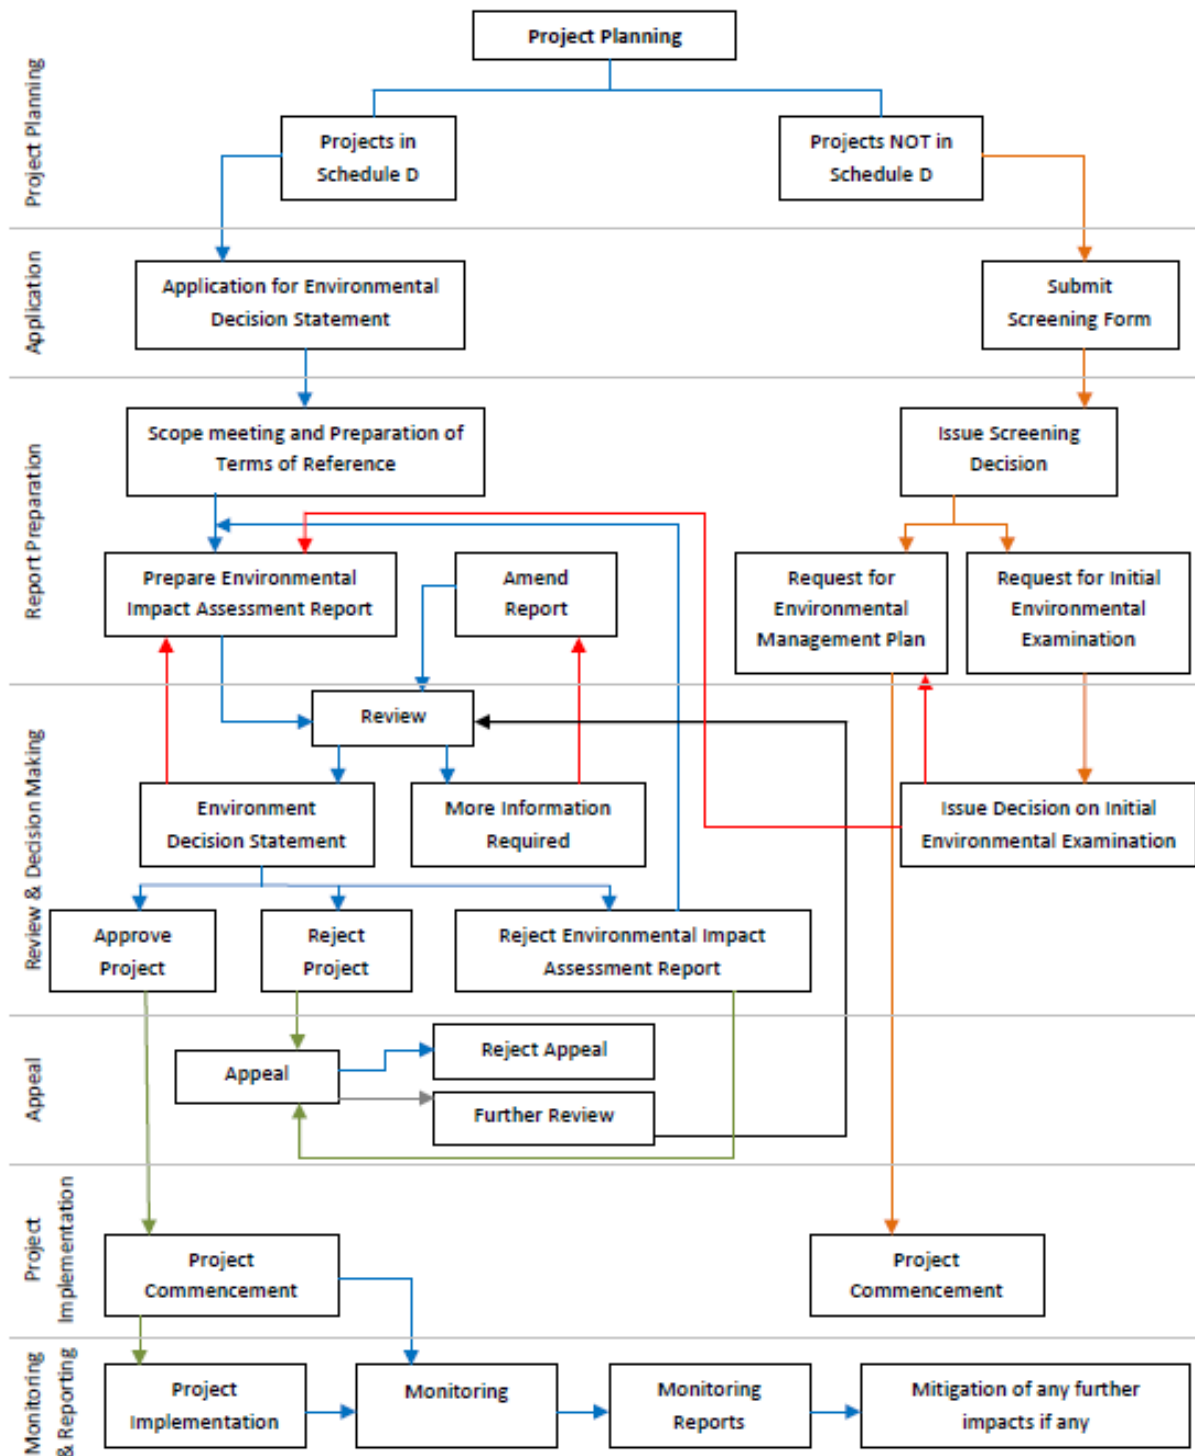 Project Planning
Project Planning
Projects in
Schedule D
Projects NOT in
Schedule D
Application
Application for Environmental
Decision Statement
Submit
Screening Form
Report Preparation
Scope meeting and Preparation of
Terms of Reference
Issue Screening
Decision
Prepare Environmental
Impact Assessment Report
Amend
Report
Request for
Environmental
Management Plan
Request for Initial
Environmental
Examination
Review & Decision Making
Review
Environment
Decision Statement
More Information
Required
Issue Decision on Initial
Environmental Examination
Approve
Project
Reject
Project
Reject Environmental Impact
Assessment Report
Appeal
Appeal
Reject Appeal
Further Review
Project
Implementation
Project
Commencement
Project
Commencement
Monitoring
& Reporting
Project
Implementation
Monitoring
Monitoring
Reports
Mitigation of any further
impacts if any